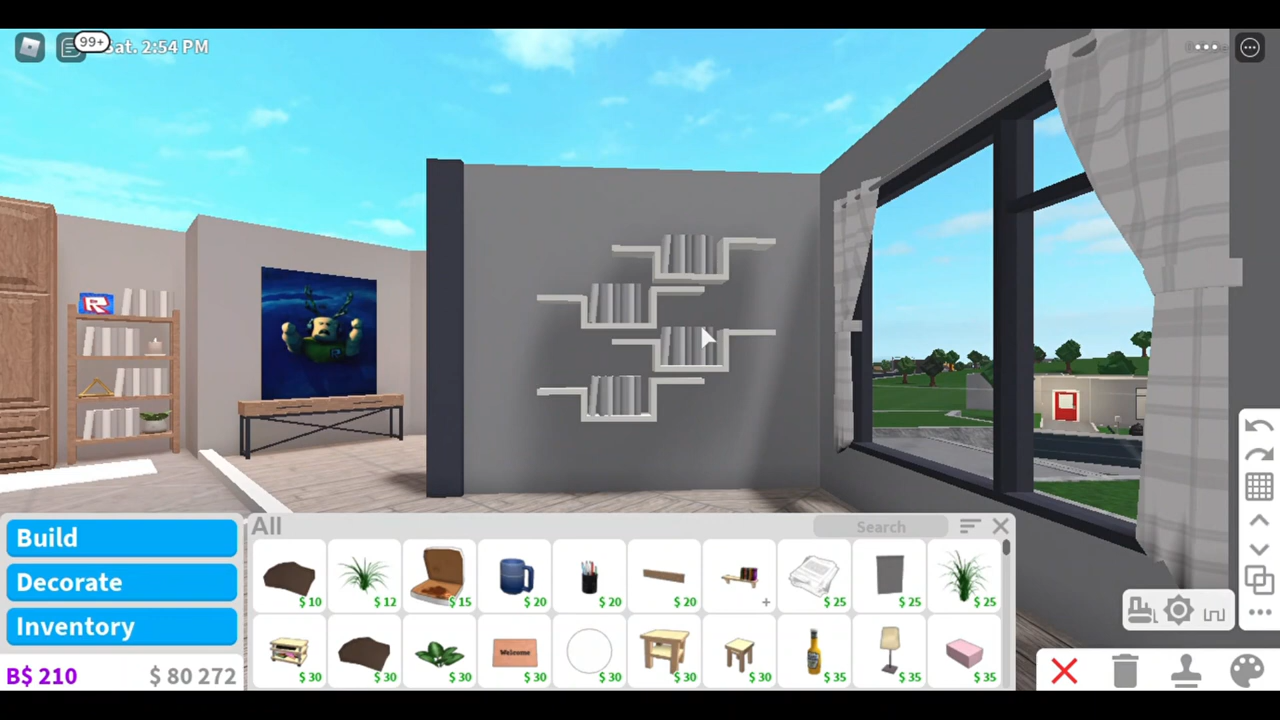 99+
Sat. 2:54 PM
All
Search
Build
Decorate
Inventory
B$ 210
$ 80 272
$ 10
$ 12
$ 15
$ 20
$ 20
$ 20
+
$ 25
$ 25
$ 25
$ 30
$ 30
$ 30
Welcome
$ 30
$ 30
$ 30
$ 30
$ 35
$ 35
$ 35
R